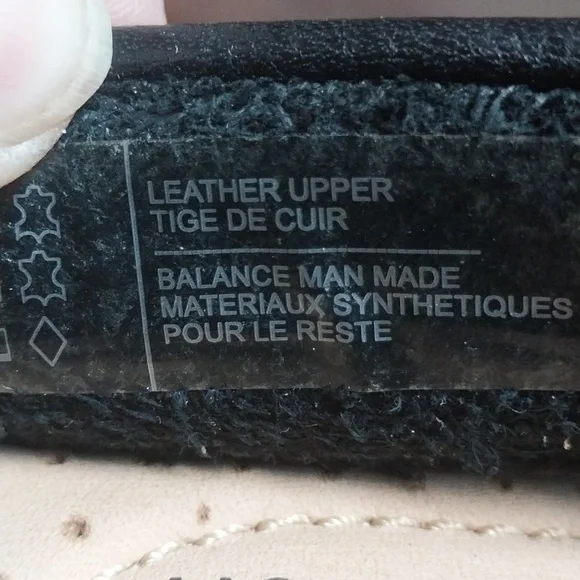 LEATHER UPPER
TIGE DE CUIR
BALANCE MAN MADE
MATERIAUX SYNTHETIQUES
POUR LE RESTE